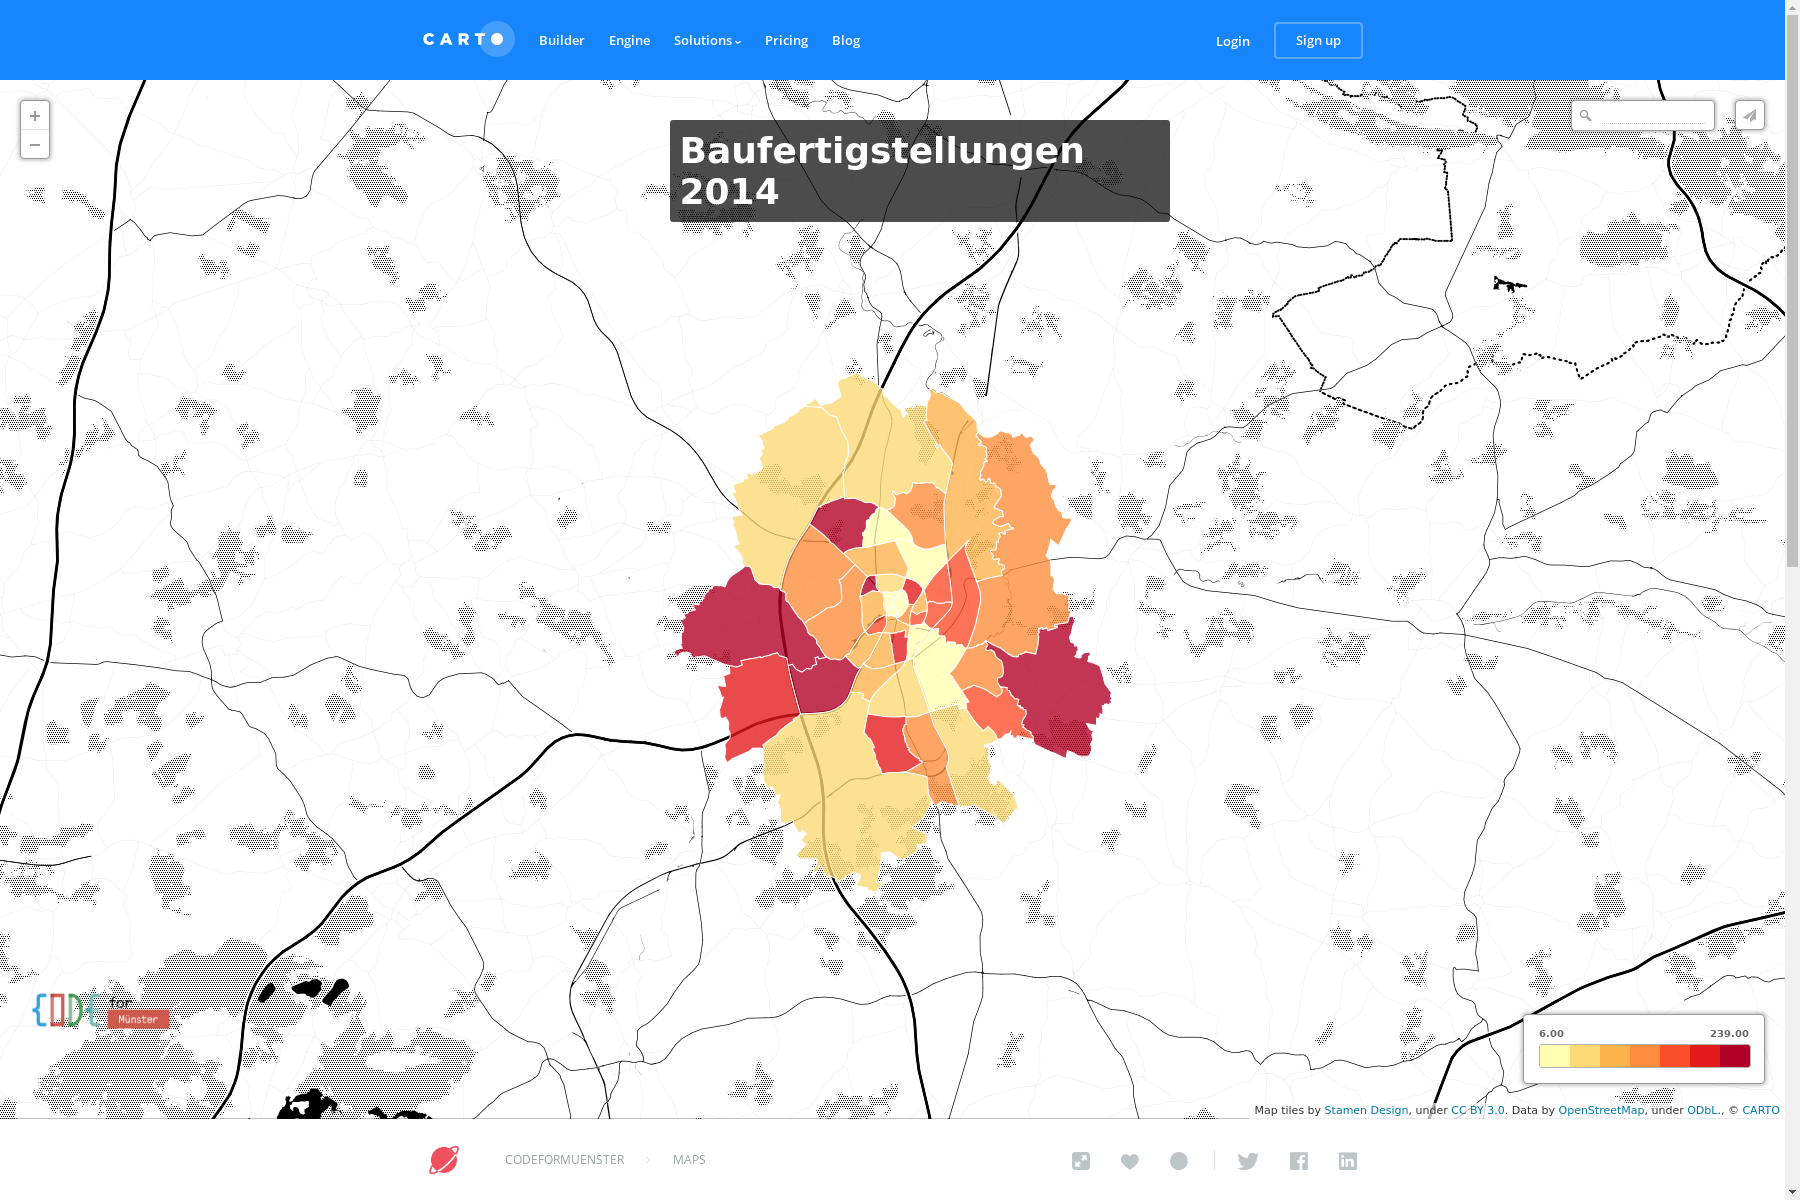 CARTO
Builder
Engine
Solutions
Pricing
Blog
Login
Sign up
+
−
Baufertigstellungen
2014
{CODE for
Münster
6.00
239.00
Map tiles by Stamen Design, under CC BY 3.0. Data by OpenStreetMap, under ODbL., © CARTO
CODEFORMUENSTER
MAPS